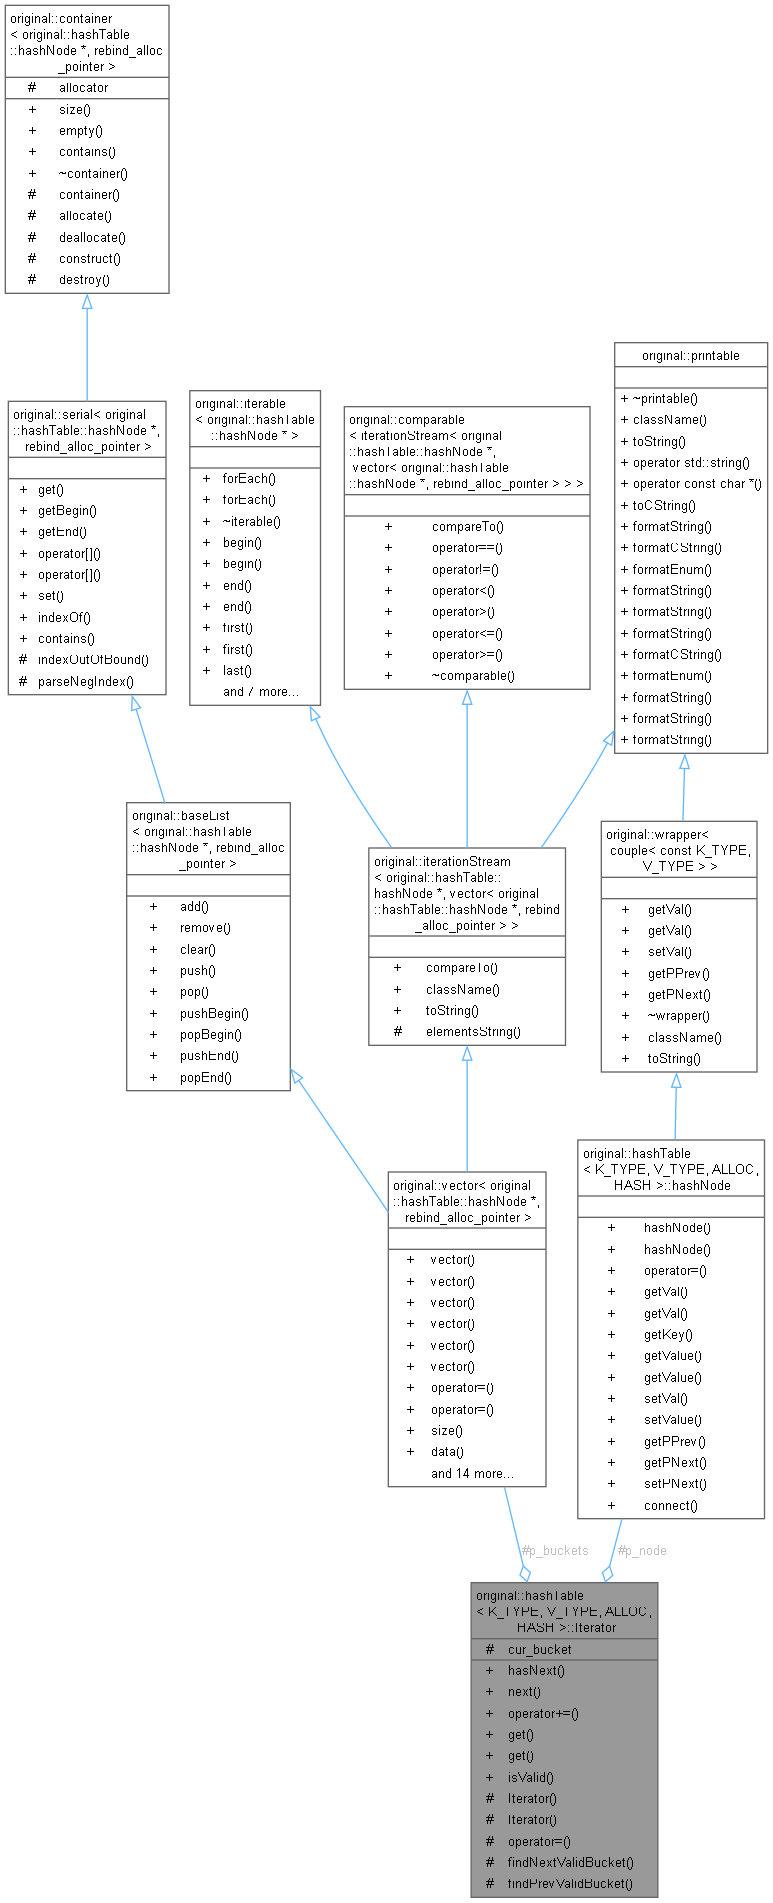 original::container
< original::hashTable
::hashNode *, rebind_alloc
_pointer >
# allocator
+ size()
+ empty()
+ contains()
+ ~container()
# container()
# allocate()
# deallocate()
# construct()
# destroy()
original::serial< original
::hashTable::hashNode *,
rebind_alloc_pointer >
+ get()
+ getBegin()
+ getEnd()
+ operator[]()
+ operator[]()
+ set()
+ indexOf()
+ contains()
# indexOutOfBound()
# parseNegIndex()
original::iterable
< original::hashTable
::hashNode * >
+ forEach()
+ forEach()
+ ~iterable()
+ begin()
+ begin()
+ end()
+ end()
+ first()
+ first()
+ last()
and 7 more...
original::comparable
< iterationStream< original
::hashTable::hashNode *,
vector< original::hashTable
::hashNode *, rebind_alloc_pointer > > >
+ compareTo()
+ operator==()
+ operator!=()
+ operator<()
+ operator>()
+ operator<=()
+ operator>=()
+ ~comparable()
original::printable
+ ~printable()
+ className()
+ toString()
+ operator std::string()
+ operator const char *()
+ toCString()
+ formatString()
+ formatCString()
+ formatEnum()
+ formatString()
+ formatString()
+ formatString()
+ formatCString()
+ formatEnum()
+ formatString()
+ formatString()
+ formatString()
original::baseList
< original::hashTable
::hashNode *, rebind_alloc
_pointer >
+ add()
+ remove()
+ clear()
+ push()
+ pop()
+ pushBegin()
+ popBegin()
+ pushEnd()
+ popEnd()
original::iterationStream
< original::hashTable::
hashNode *, vector< original
::hashTable::hashNode *, rebind
_alloc_pointer > >
+ compareTo()
+ className()
+ toString()
# elementsString()
original::wrapper<
couple< const K_TYPE,
V_TYPE > >
+ getVal()
+ getVal()
+ setVal()
+ getPPrev()
+ getPNext()
+ ~wrapper()
+ className()
+ toString()
original::vector< original
::hashTable::hashNode *,
rebind_alloc_pointer >
+ vector()
+ vector()
+ vector()
+ vector()
+ vector()
+ vector()
+ operator=()
+ operator=()
+ size()
+ data()
and 14 more...
original::hashTable
< K_TYPE, V_TYPE, ALLOC,
HASH >::hashNode
+ hashNode()
+ hashNode()
+ operator=()
+ getVal()
+ getVal()
+ getKey()
+ getValue()
+ getValue()
+ setVal()
+ setValue()
+ getPPrev()
+ getPNext()
+ setPNext()
+ connect()
#p_buckets
#p_node
original::hashTable
< K_TYPE, V_TYPE, ALLOC,
HASH >::Iterator
# cur_bucket
+ hasNext()
+ next()
+ operator+=()
+ get()
+ get()
+ isValid()
# Iterator()
# Iterator()
# operator=()
# findNextValidBucket()
# findPrevValidBucket()